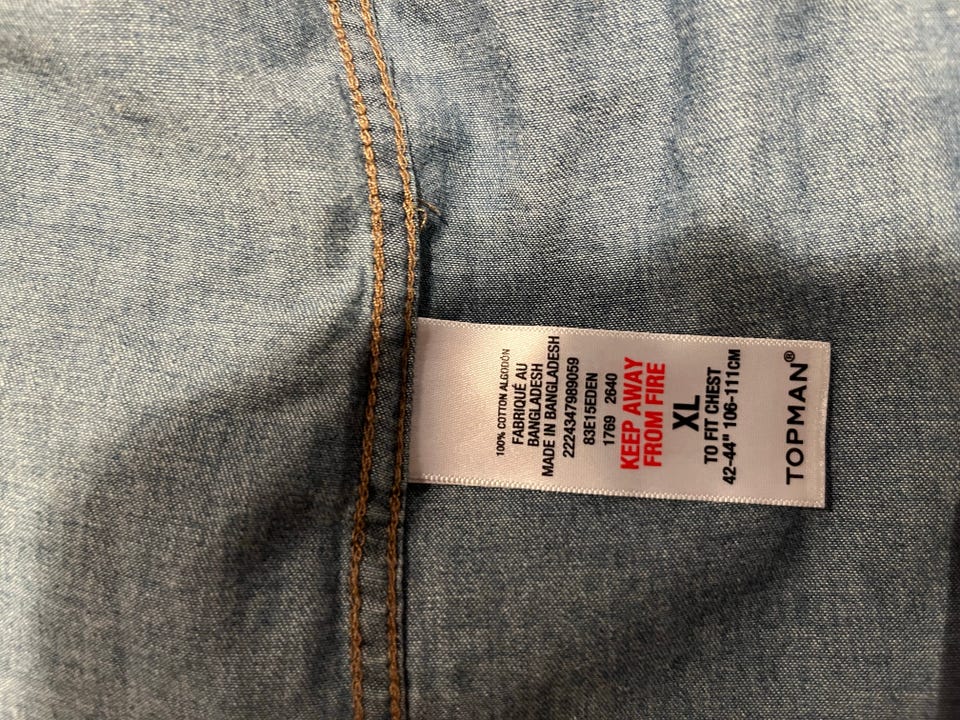 100% COTTON ALGODÓN
FABRIQUÉ AU
BANGLADESH
MADE IN BANGLADESH
2224347989059
83E15EDEN
1769 2640
KEEP AWAY
FROM FIRE
XL
TO FIT CHEST
42-44" 106-111CM
TOPMAN®